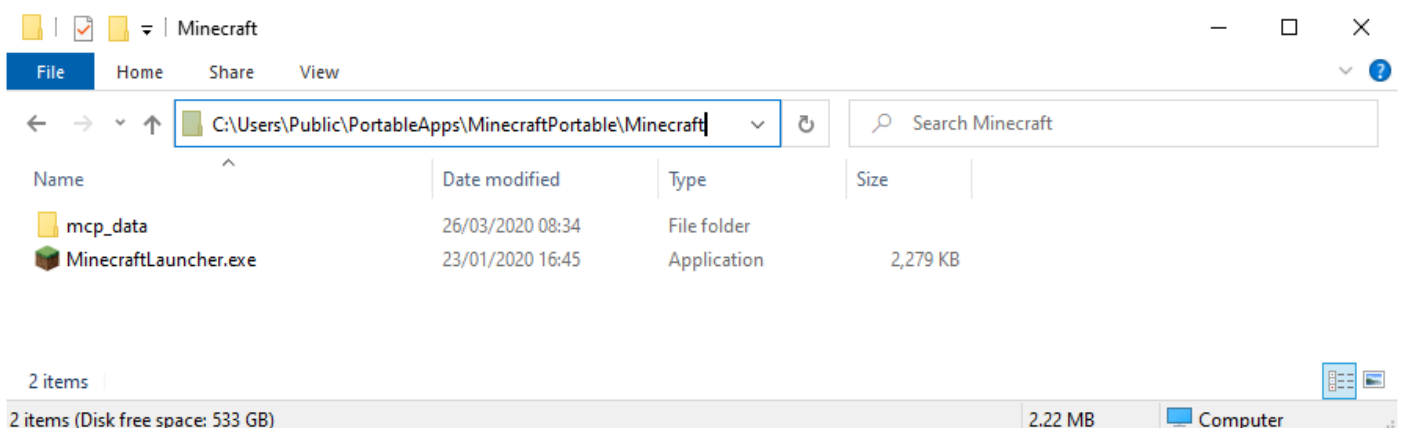 Minecraft
File Home Share View
C:\Users\Public\PortableApps\MinecraftPortable\Minecraft Search Minecraft
Name Date modified Type Size
mcp_data 26/03/2020 08:34 File folder
MinecraftLauncher.exe 23/01/2020 16:45 Application 2,279 KB
2 items
2 items (Disk free space: 533 GB) 2.22 MB Computer